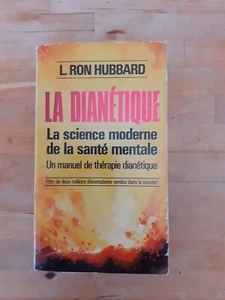 L. RON HUBBARD
LA DIANÉTIQUE
La science moderne
de la santé mentale
Un manuel de thérapie dianétique
Près de deux millions d'exemplaires vendus dans le monde!